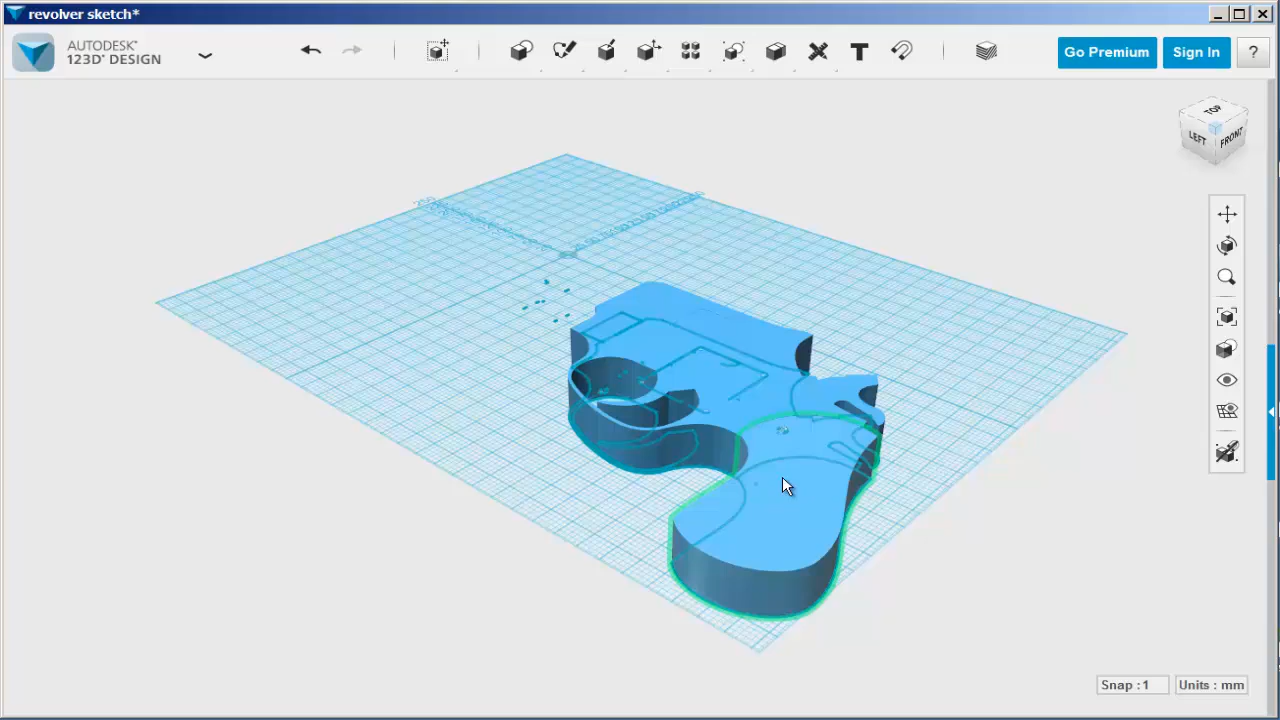 revolver sketch*
AUTODESK®
123D® DESIGN
Go Premium
Sign In
?
TOP
LEFT
FRONT
Snap : 1
Units : mm